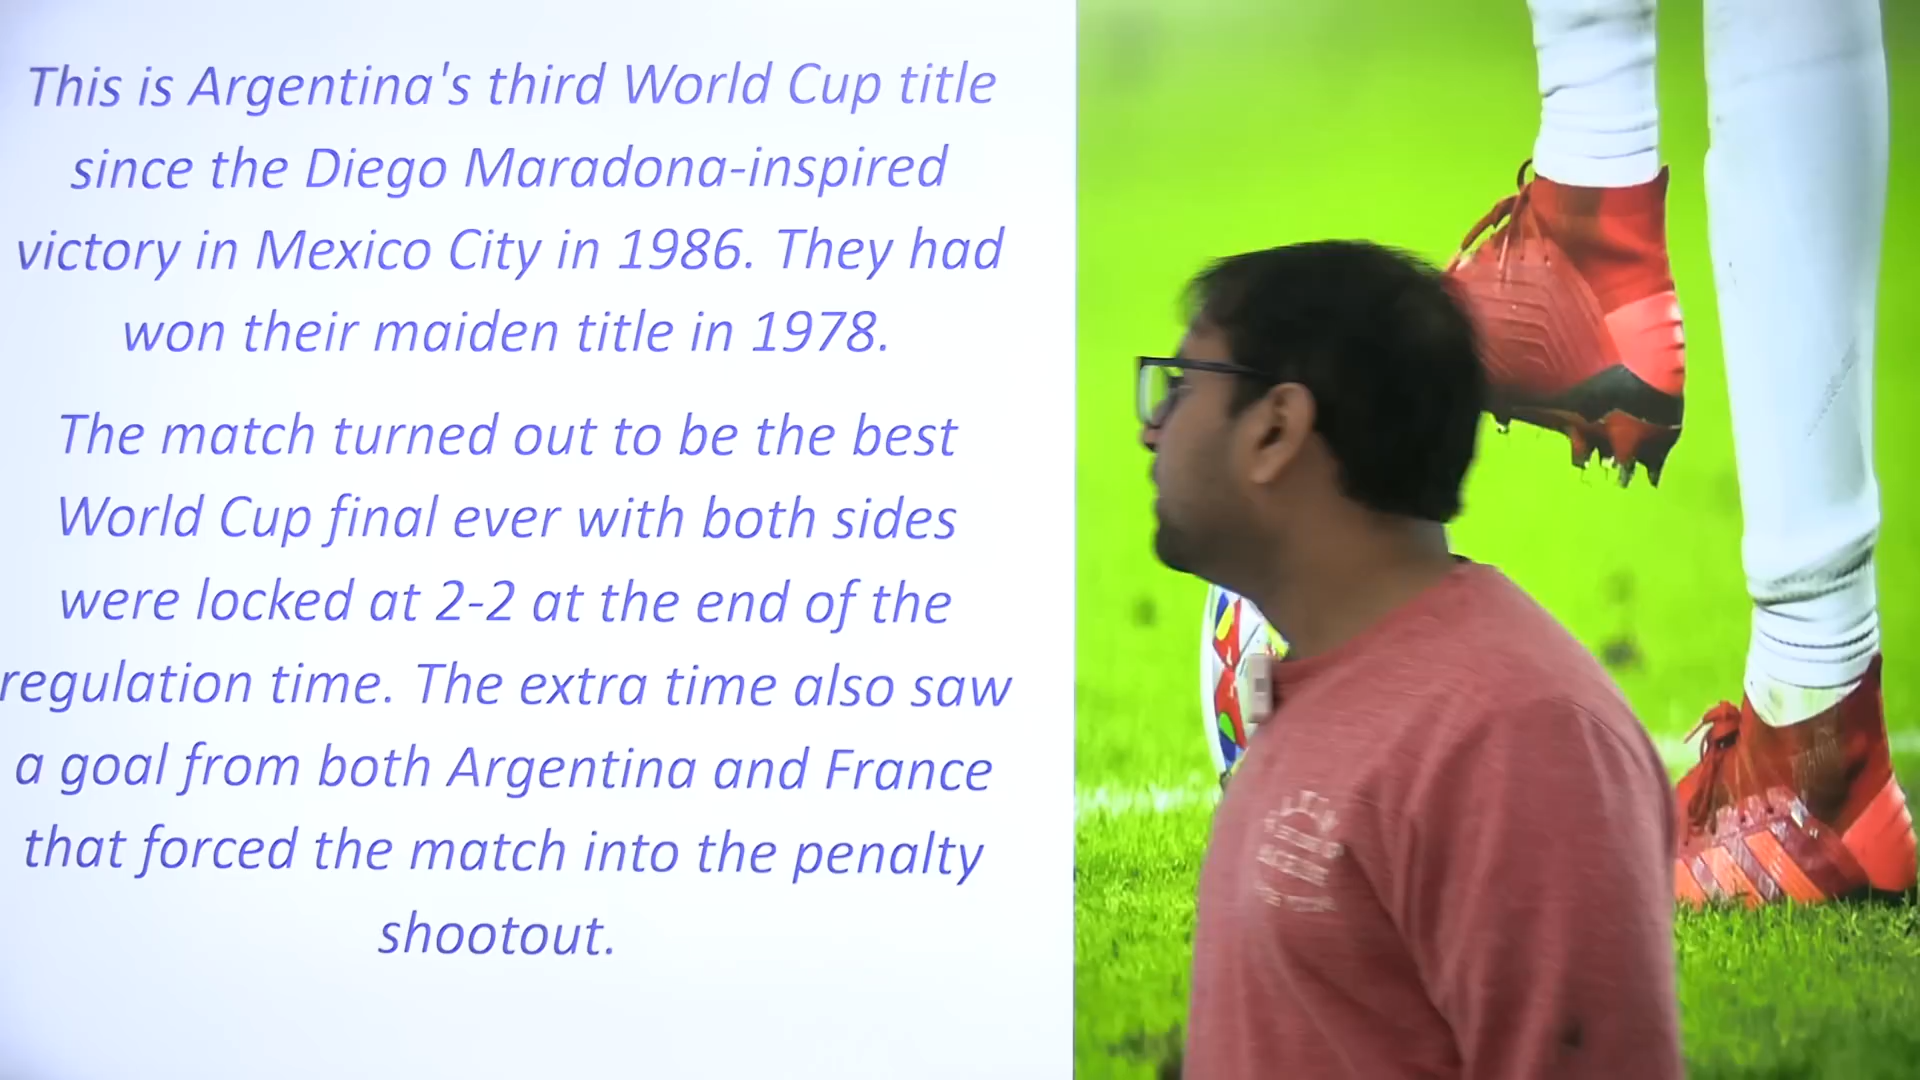 This is Argentina's third World Cup title
since the Diego Maradona-inspired
victory in Mexico City in 1986. They had
won their maiden title in 1978.
The match turned out to be the best
World Cup final ever with both sides
were locked at 2-2 at the end of the
regulation time. The extra time also saw
a goal from both Argentina and France
that forced the match into the penalty
shootout.